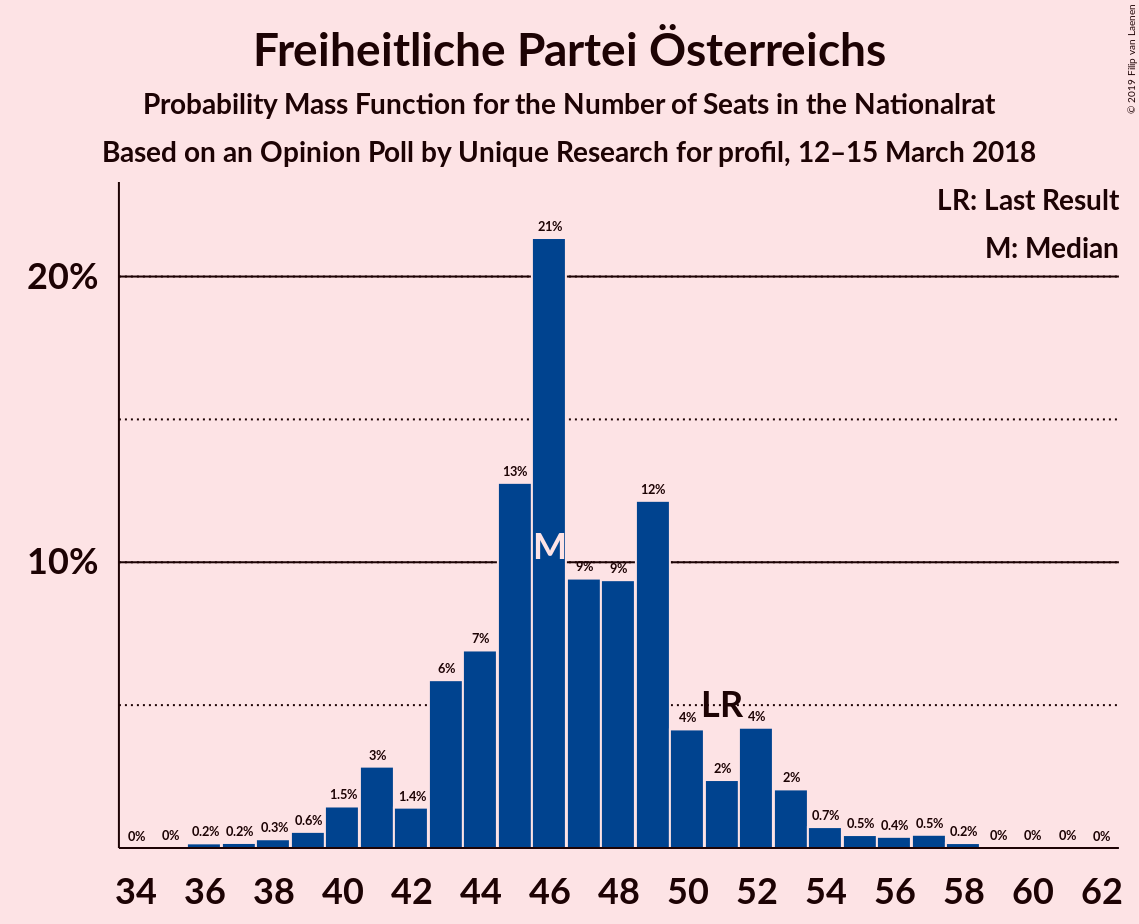 Freiheitliche Partei Österreichs
Probability Mass Function for the Number of Seats in the Nationalrat
Based on an Opinion Poll by Unique Research for profil, 12–15 March 2018
© 2019 Filip van Laenen
LR: Last Result
M: Median
20%
10%
0% 0% 0.2% 0.2% 0.3% 0.6% 1.5% 3% 1.4% 6% 7% 13% 21% 9% 9% 12% 4% 2% 4% 2% 0.7% 0.5% 0.4% 0.5% 0.2% 0% 0% 0% 0%
M
LR
34 36 38 40 42 44 46 48 50 52 54 56 58 60 62